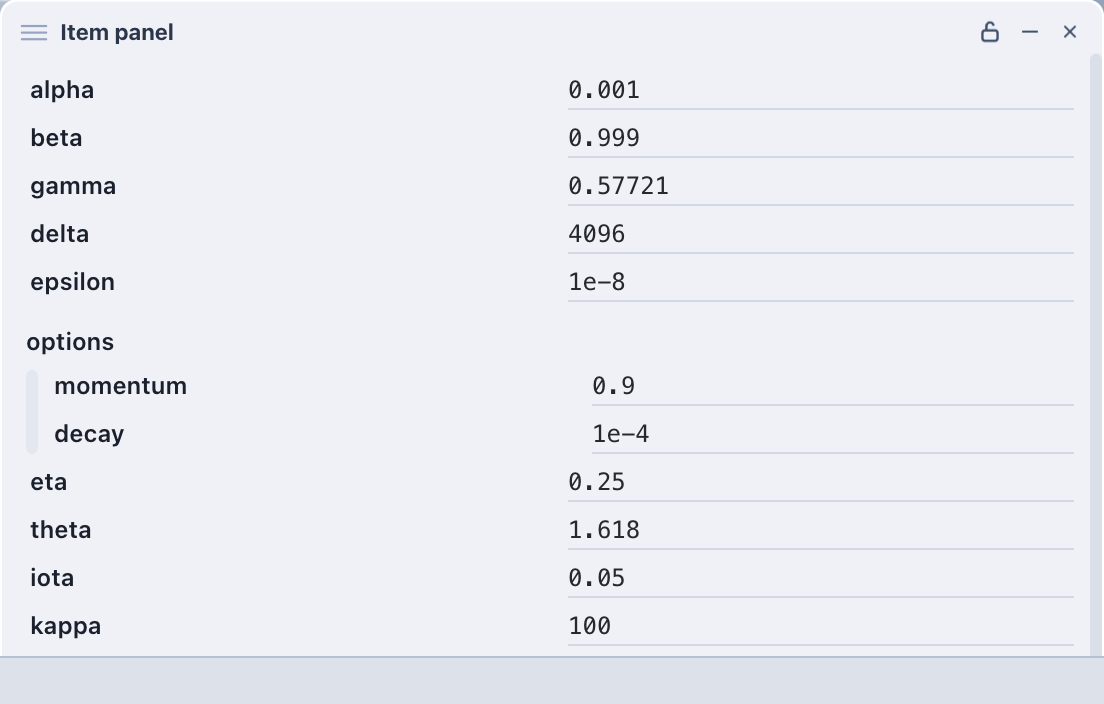 Item panel
alpha 0.001
beta 0.999
gamma 0.57721
delta 4096
epsilon 1e-8
options
momentum 0.9
decay 1e-4
eta 0.25
theta 1.618
iota 0.05
kappa 100